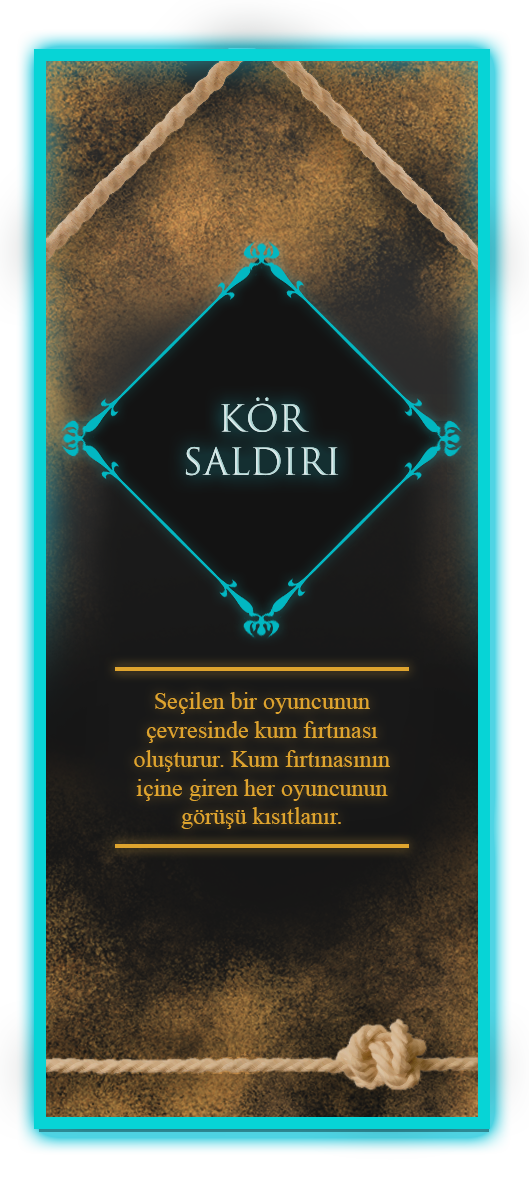 KÖR
SALDIRI
Seçilen bir oyuncunun
çevresinde kum fırtınası
oluşturur. Kum fırtınasının
içine giren her oyuncunun
görüşü kısıtlanır.